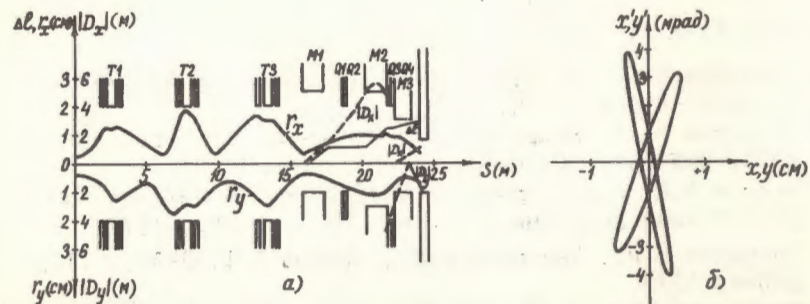 Δℓ, r_x(см) |D_x| (м)
x', y' (мрад)
T1 T2 T3 M1 Q1 Q2 M2 Q3 Q4 M3
3 6
2 4
1 2
0
1 2
2 4
3 6
r_x
|D_x|
Δℓ
|D_y|
r_y
5 10 15 20 25 S(м)
r_y(см) |D_y| (м)
а)
4
3
-1 +1 x, y(см)
-3
-4
б)